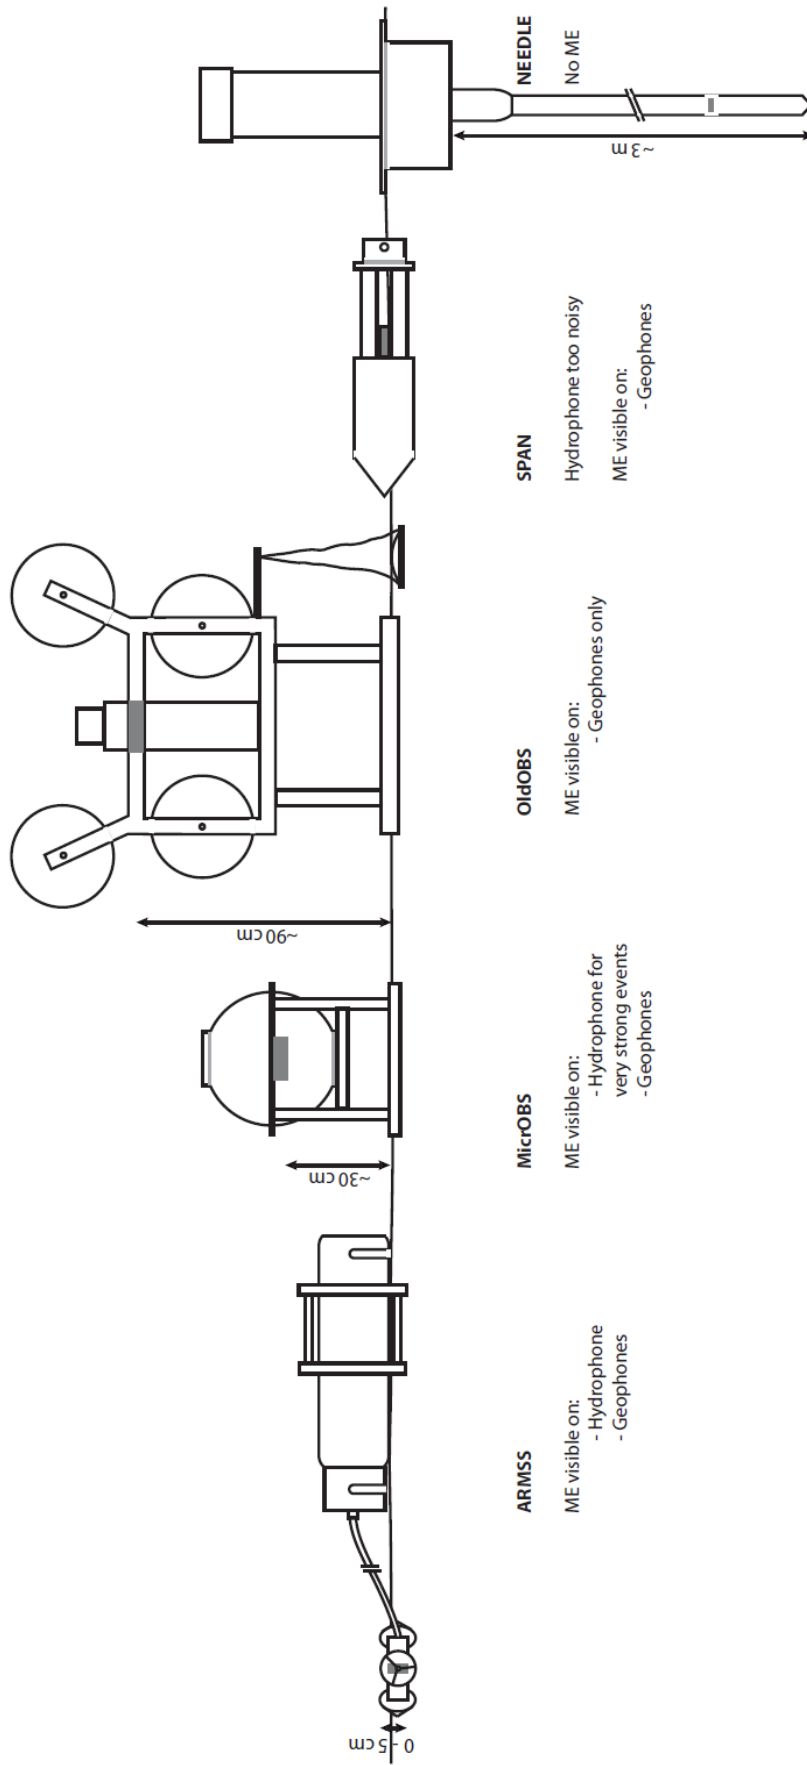 0 - 5 cm
~30 cm
~90 cm
~3 m
ARMSS
ME visible on:
- Hydrophone
- Geophones
MicrOBS
ME visible on:
- Hydrophone for
very strong events
- Geophones
OldOBS
ME visible on:
- Geophones only
SPAN
Hydrophone too noisy
ME visible on:
- Geophones
NEEDLE
No ME